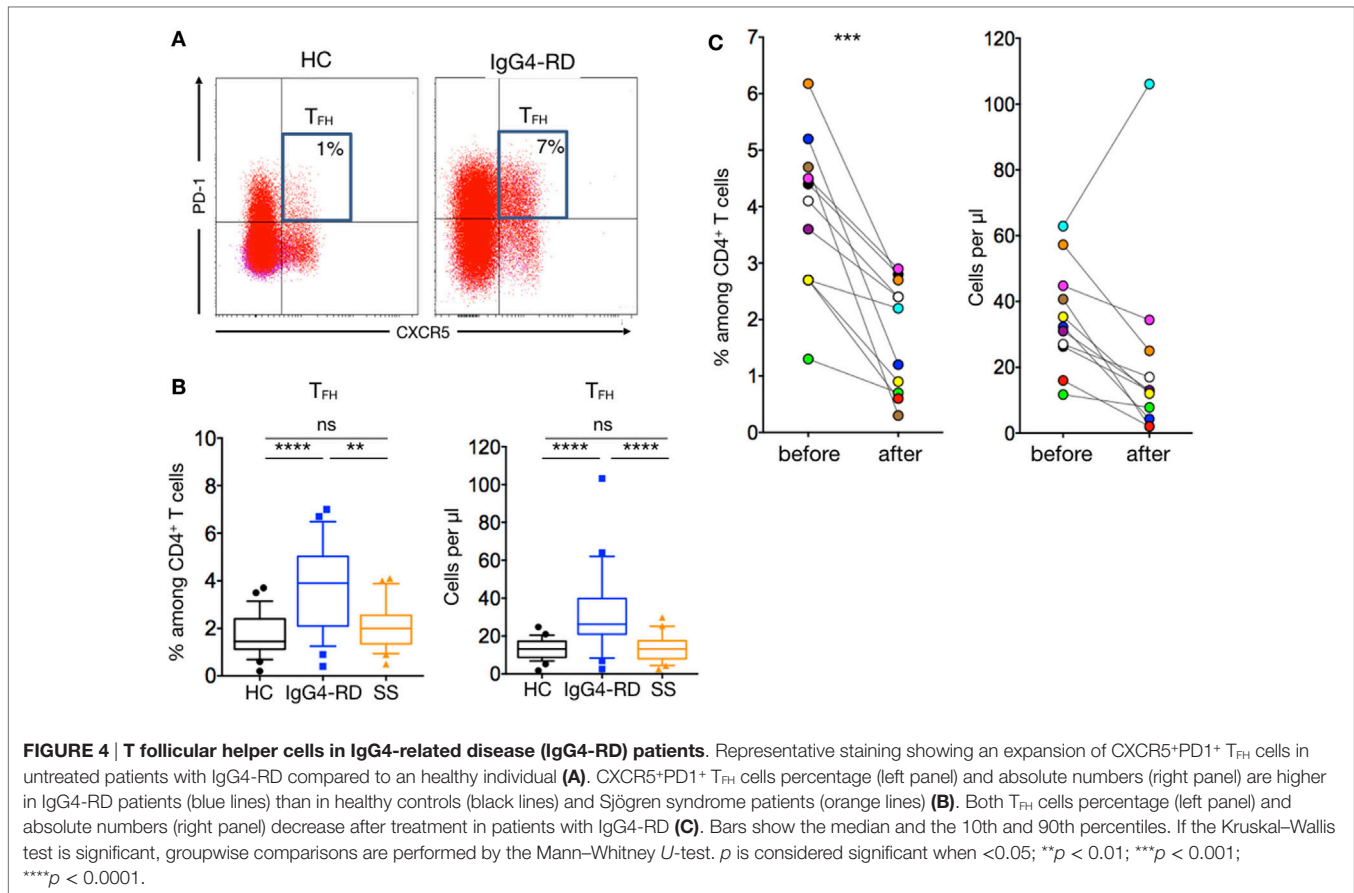 A
HC
IgG4-RD
TFH
1%
TFH
7%
PD-1
CXCR5
B
TFH
ns
**** **
% among CD4+ T cells
10
8
6
4
2
0
HC IgG4-RD SS
TFH
ns
**** ****
Cells per µl
120
100
80
60
40
20
0
HC IgG4-RD SS
C
***
% among CD4+ T cells
7
6
5
4
3
2
1
0
before after
Cells per µl
120
100
80
60
40
20
0
before after
FIGURE 4 | T follicular helper cells in IgG4-related disease (IgG4-RD) patients. Representative staining showing an expansion of CXCR5+PD1+ TFH cells in
untreated patients with IgG4-RD compared to an healthy individual (A). CXCR5+PD1+ TFH cells percentage (left panel) and absolute numbers (right panel) are higher
in IgG4-RD patients (blue lines) than in healthy controls (black lines) and Sjögren syndrome patients (orange lines) (B). Both TFH cells percentage (left panel) and
absolute numbers (right panel) decrease after treatment in patients with IgG4-RD (C). Bars show the median and the 10th and 90th percentiles. If the Kruskal–Wallis
test is significant, groupwise comparisons are performed by the Mann–Whitney U-test. p is considered significant when <0.05; **p < 0.01; ***p < 0.001;
****p < 0.0001.